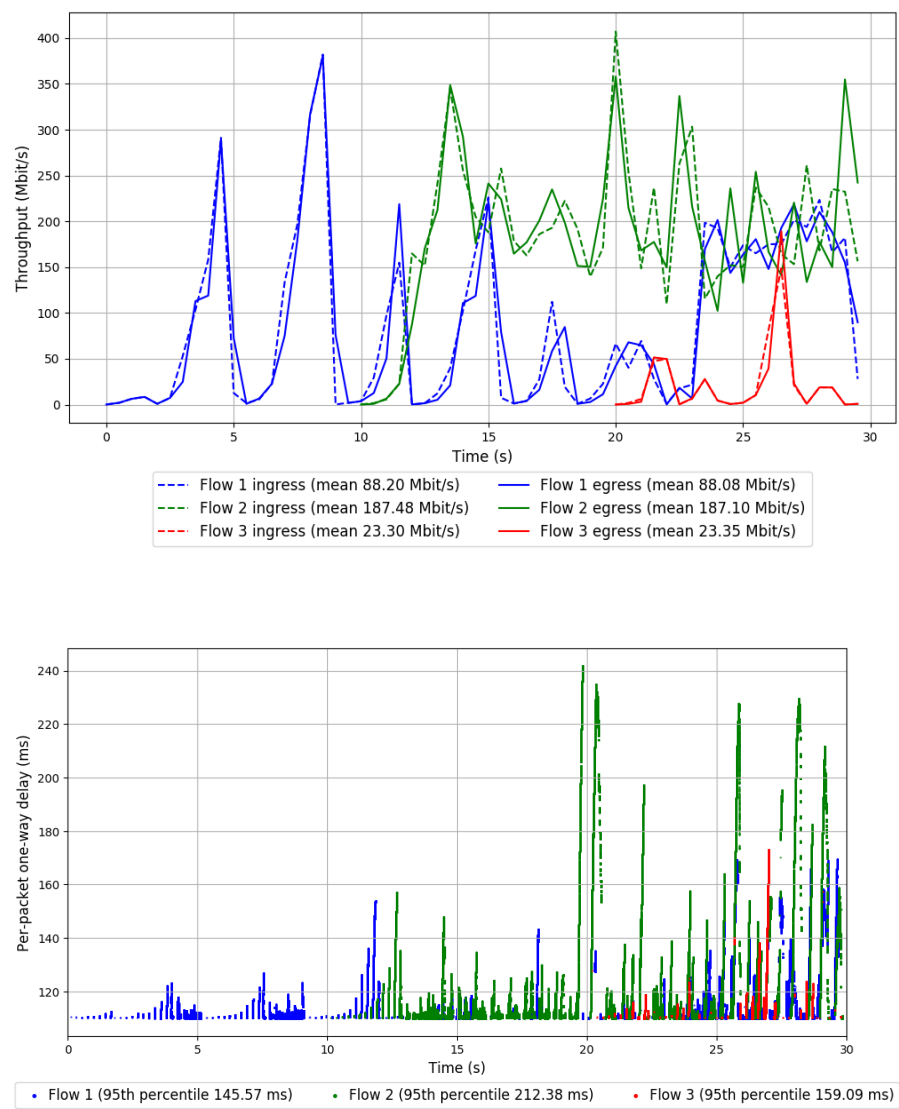 400
350
300
250
200
150
100
50
0
Throughput (Mbit/s)
0 5 10 15 20 25 30
Time (s)
Flow 1 ingress (mean 88.20 Mbit/s) Flow 1 egress (mean 88.08 Mbit/s)
Flow 2 ingress (mean 187.48 Mbit/s) Flow 2 egress (mean 187.10 Mbit/s)
Flow 3 ingress (mean 23.30 Mbit/s) Flow 3 egress (mean 23.35 Mbit/s)
240
220
200
180
160
140
120
Per-packet one-way delay (ms)
0 5 10 15 20 25 30
Time (s)
Flow 1 (95th percentile 145.57 ms) Flow 2 (95th percentile 212.38 ms) Flow 3 (95th percentile 159.09 ms)